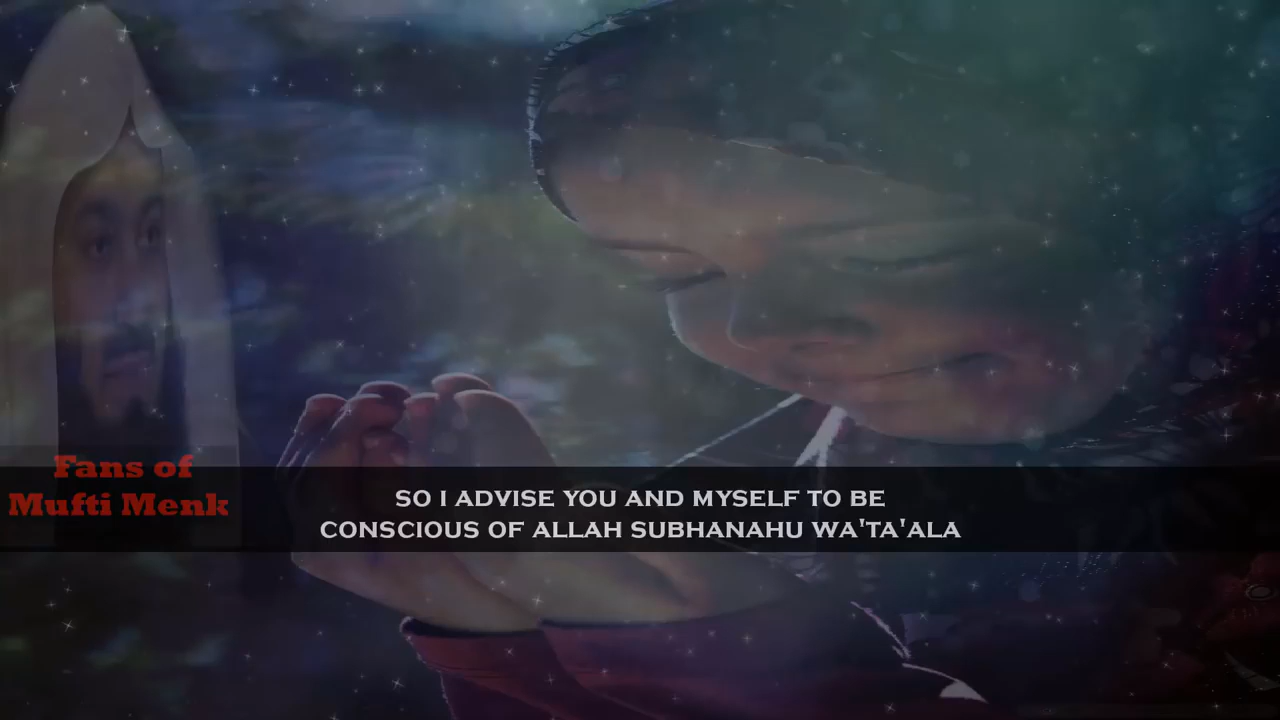 Fans of
Mufti Menk
SO I ADVISE YOU AND MYSELF TO BE
CONSCIOUS OF ALLAH SUBHANAHU WA'TA'ALA